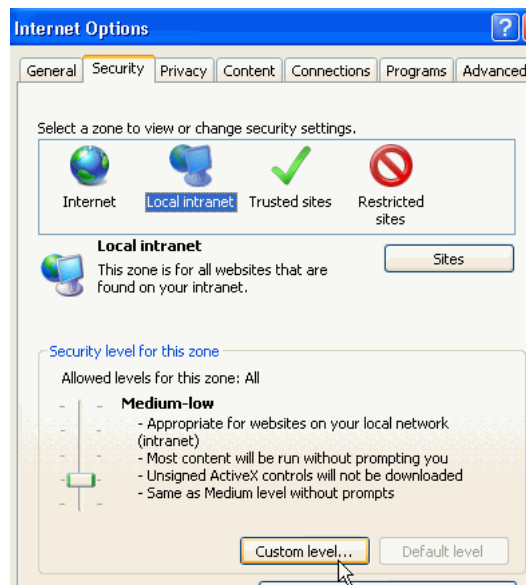 Internet Options
?
General Security Privacy Content Connections Programs Advanced
Select a zone to view or change security settings.
Internet Local intranet Trusted sites Restricted
sites
Local intranet
Sites
This zone is for all websites that are
found on your intranet.
Security level for this zone
Allowed levels for this zone: All
Medium-low
- Appropriate for websites on your local network
(intranet)
- Most content will be run without prompting you
- Unsigned ActiveX controls will not be downloaded
- Same as Medium level without prompts
Custom level... Default level